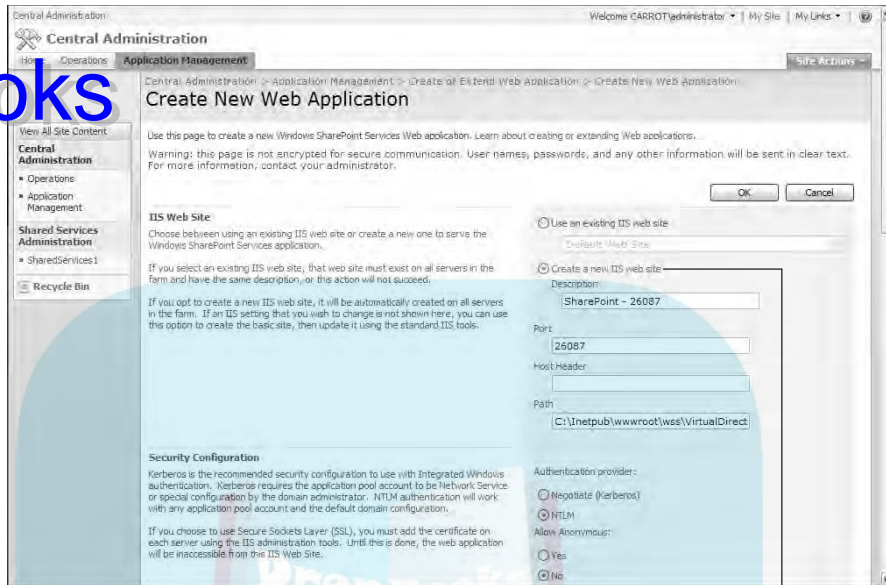 Central Administration
Welcome CARROT\administrator | My Site | My Links
Central Administration
Home Operations Application Management
Site Actions
oks
Central Administration > Application Management > Create or Extend Web Application > Create New Web Application
Create New Web Application
View All Site Content
Central Administration
Operations
Application Management
Shared Services Administration
SharedServices1
Recycle Bin
Use this page to create a new Windows SharePoint Services Web application. Learn about creating or extending Web applications.
Warning: this page is not encrypted for secure communication. User names, passwords, and any other information will be sent in clear text.
For more information, contact your administrator.
OK Cancel
IIS Web Site
Choose between using an existing IIS web site or create a new one to serve the
Windows SharePoint Services application.
If you select an existing IIS web site, that web site must exist on all servers in the
farm and have the same description, or this action will not succeed.
If you opt to create a new IIS web site, it will be automatically created on all servers
in the farm. If an IIS setting that you wish to change is not shown here, you can use
this option to create the basic site, then update it using the standard IIS tools.
Use an existing IIS web site
Default Web Site
Create a new IIS web site
Description
SharePoint - 26087
Port
26087
Host Header
Path
C:\Inetpub\wwwroot\wss\VirtualDirect
Security Configuration
Kerberos is the recommended security configuration to use with Integrated Windows
authentication. Kerberos requires the application pool account to be Network Service
or special configuration by the domain administrator. NTLM authentication will work
with any application pool account and the default domain configuration.
If you choose to use Secure Sockets Layer (SSL), you must add the certificate on
each server using the IIS administration tools. Until this is done, the web application
will be inaccessible from this IIS Web Site.
Authentication provider:
Negotiate (Kerberos)
NTLM
Allow Anonymous:
Yes
No